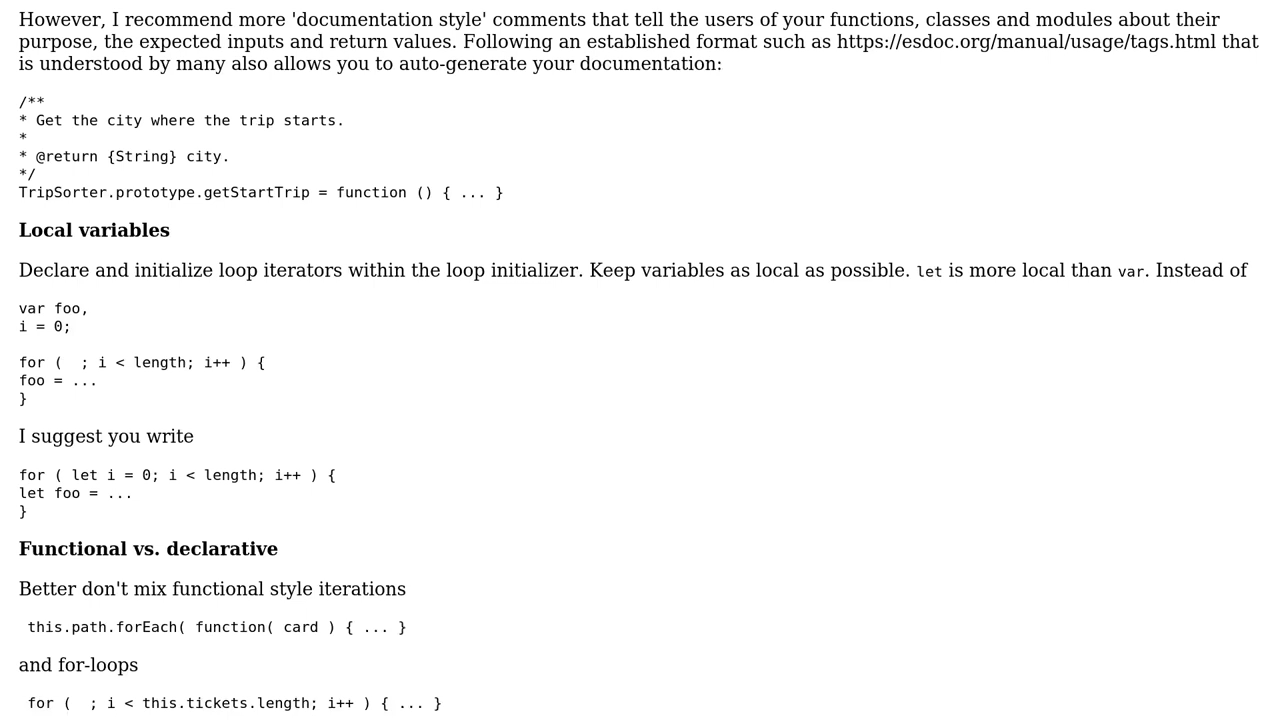 However, I recommend more 'documentation style' comments that tell the users of your functions, classes and modules about their
purpose, the expected inputs and return values. Following an established format such as https://esdoc.org/manual/usage/tags.html that
is understood by many also allows you to auto-generate your documentation:
/**
* Get the city where the trip starts.
*
* @return {String} city.
*/
TripSorter.prototype.getStartTrip = function () { ... }
Local variables
Declare and initialize loop iterators within the loop initializer. Keep variables as local as possible. let is more local than var. Instead of
var foo,
i = 0;
for (  ; i < length; i++ ) {
foo = ...
}
I suggest you write
for ( let i = 0; i < length; i++ ) {
let foo = ...
}
Functional vs. declarative
Better don't mix functional style iterations
this.path.forEach( function( card ) { ... }
and for-loops
for (  ; i < this.tickets.length; i++ ) { ... }